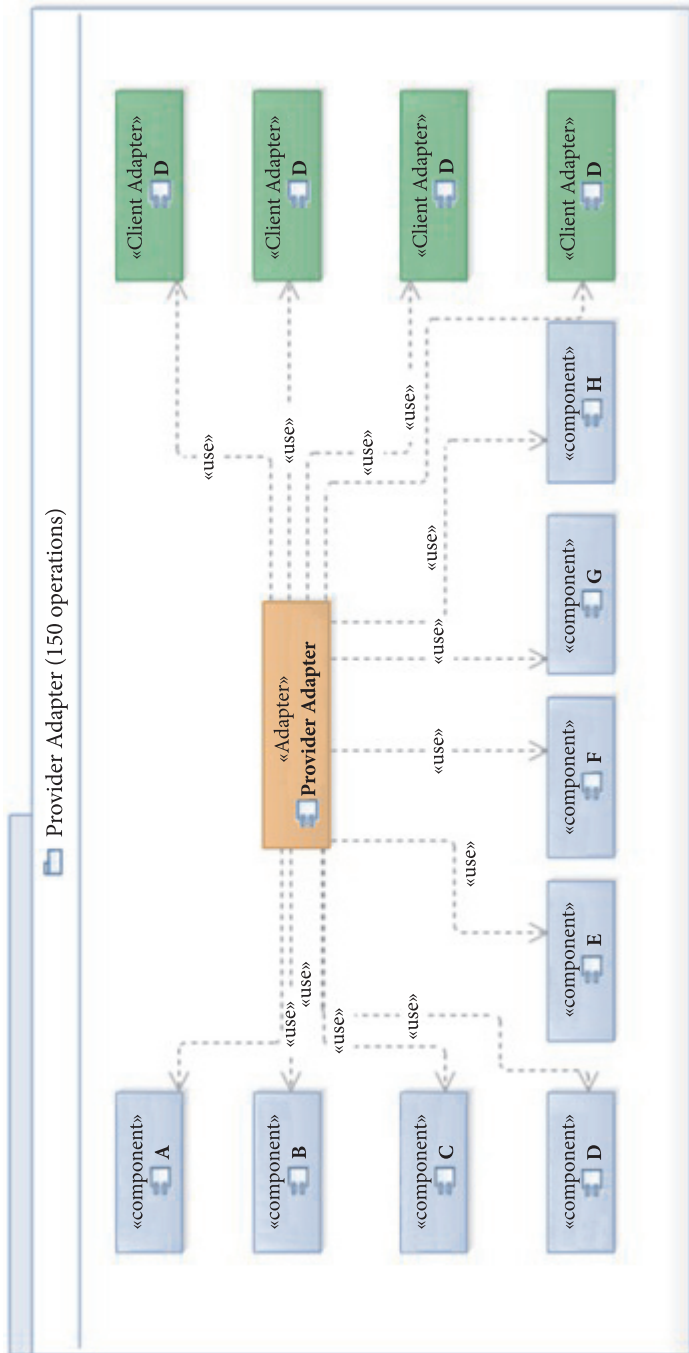 Provider Adapter (150 operations)
«component»
A
«component»
B
«component»
C
«component»
D
«use»
«use»
«use»
«use»
«Adapter»
Provider Adapter
«use»
«use»
«use»
«use»
«use»
«use»
«use»
«use»
«Client Adapter»
D
«Client Adapter»
D
«Client Adapter»
D
«Client Adapter»
D
«component»
E
«component»
F
«component»
G
«component»
H